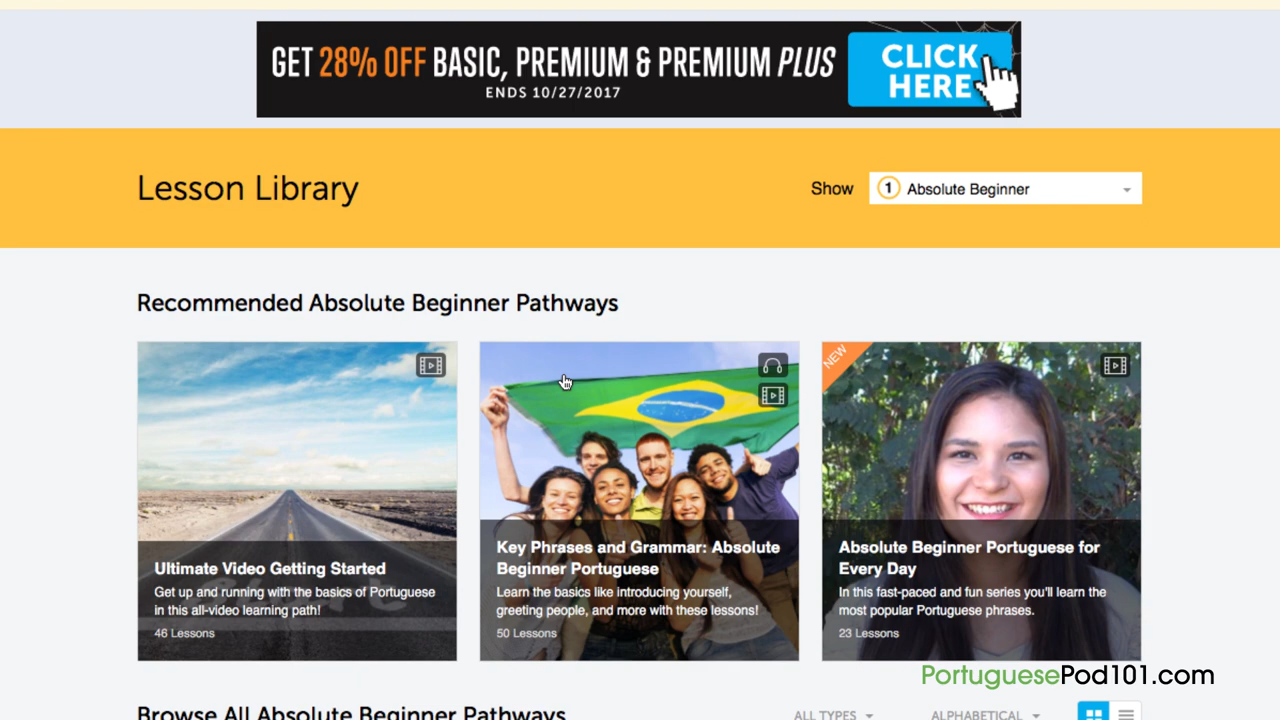 GET 28% OFF BASIC, PREMIUM & PREMIUM PLUS
ENDS 10/27/2017
CLICK
HERE
Lesson Library
Show
1
Absolute Beginner
Recommended Absolute Beginner Pathways
Ultimate Video Getting Started
Get up and running with the basics of Portuguese
in this all-video learning path!
46 Lessons
Key Phrases and Grammar: Absolute
Beginner Portuguese
Learn the basics like introducing yourself,
greeting people, and more with these lessons!
50 Lessons
NEW
Absolute Beginner Portuguese for
Every Day
In this fast-paced and fun series you'll learn the
most popular Portuguese phrases.
23 Lessons
PortuguesePod101.com
Browse All Absolute Beginner Pathways
ALL TYPES
ALPHABETICAL